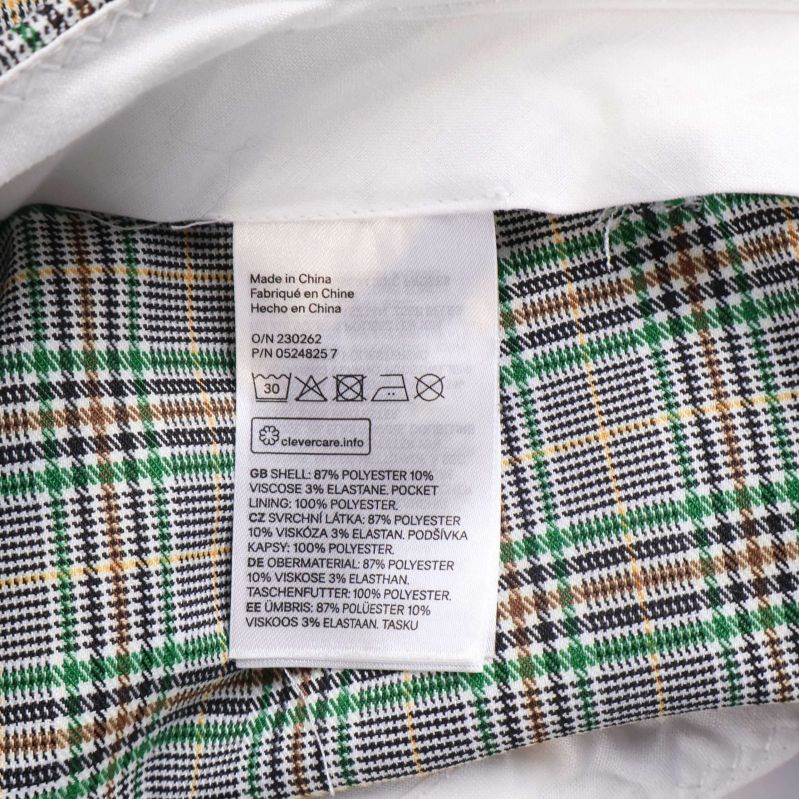 Made in China
Fabriqué en Chine
Hecho en China
O/N 230262
P/N 0524825 7
30
clevercare.info
GB SHELL: 87% POLYESTER 10%
VISCOSE 3% ELASTANE. POCKET
LINING: 100% POLYESTER.
CZ SVRCHNÍ LÁTKA: 87% POLYESTER
10% VISKÓZA 3% ELASTAN. PODŠÍVKA
KAPSY: 100% POLYESTER.
DE OBERMATERIAL: 87% POLYESTER
10% VISKOSE 3% ELASTHAN.
TASCHENFUTTER: 100% POLYESTER.
EE ÜMBRIS: 87% POLÜESTER 10%
VISKOOS 3% ELASTAAN. TASKU